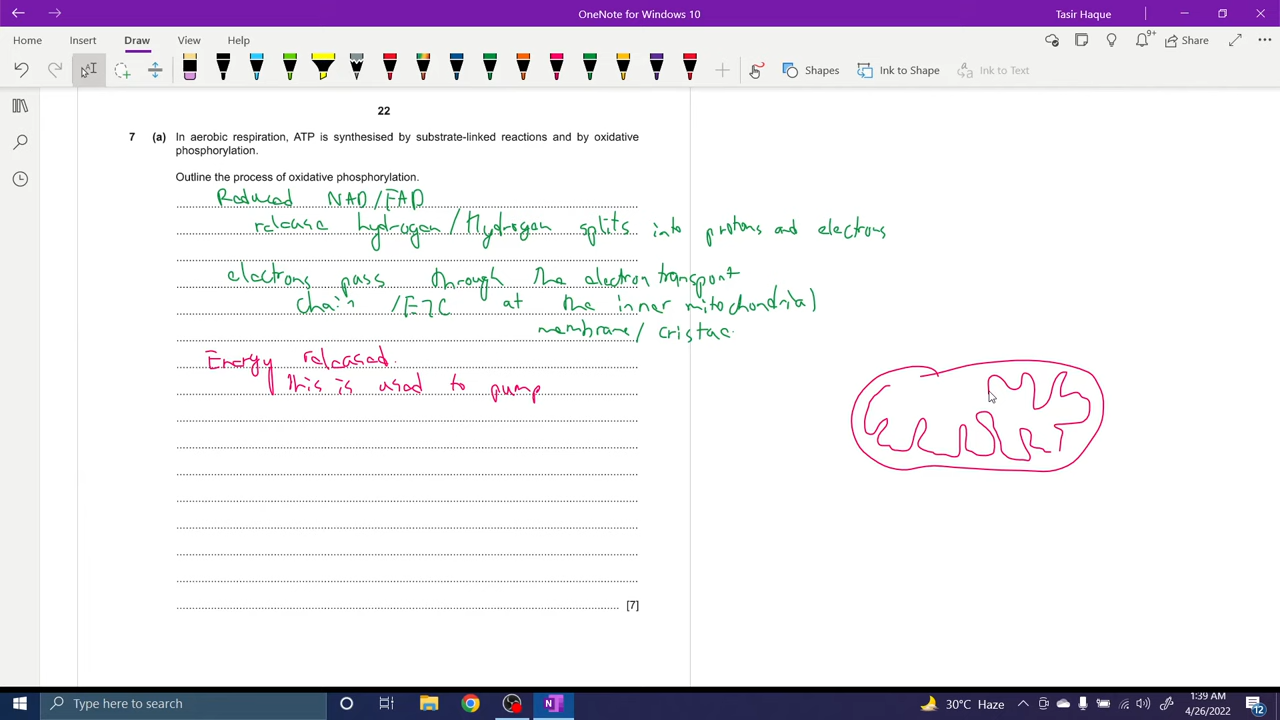 OneNote for Windows 10
Tasir Haque
Home
Insert
Draw
View
Help
9+
Share
Shapes
Ink to Shape
Ink to Text
22
7 (a) In aerobic respiration, ATP is synthesised by substrate-linked reactions and by oxidative
phosphorylation.
Outline the process of oxidative phosphorylation.
Reduced NAD/FAD
release hydrogen/Hydrogen splits into protons and electrons
electrons pass through the electron transport
chain /ETC at the inner mitochondrial
membrane/ cristae.
Energy released.
This is used to pump
[7]
Type here to search
30°C Haze
1:39 AM
4/26/2022
12